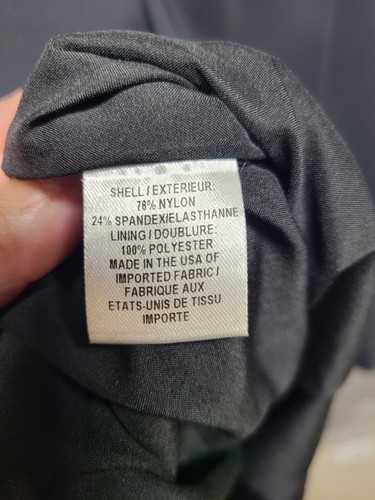 SHELL / EXTERIEUR:
76% NYLON
24% SPANDEX/ELASTHANNE
LINING / DOUBLURE:
100% POLYESTER
MADE IN THE USA OF
IMPORTED FABRIC /
FABRIQUE AUX
ETATS-UNIS DE TISSU
IMPORTE